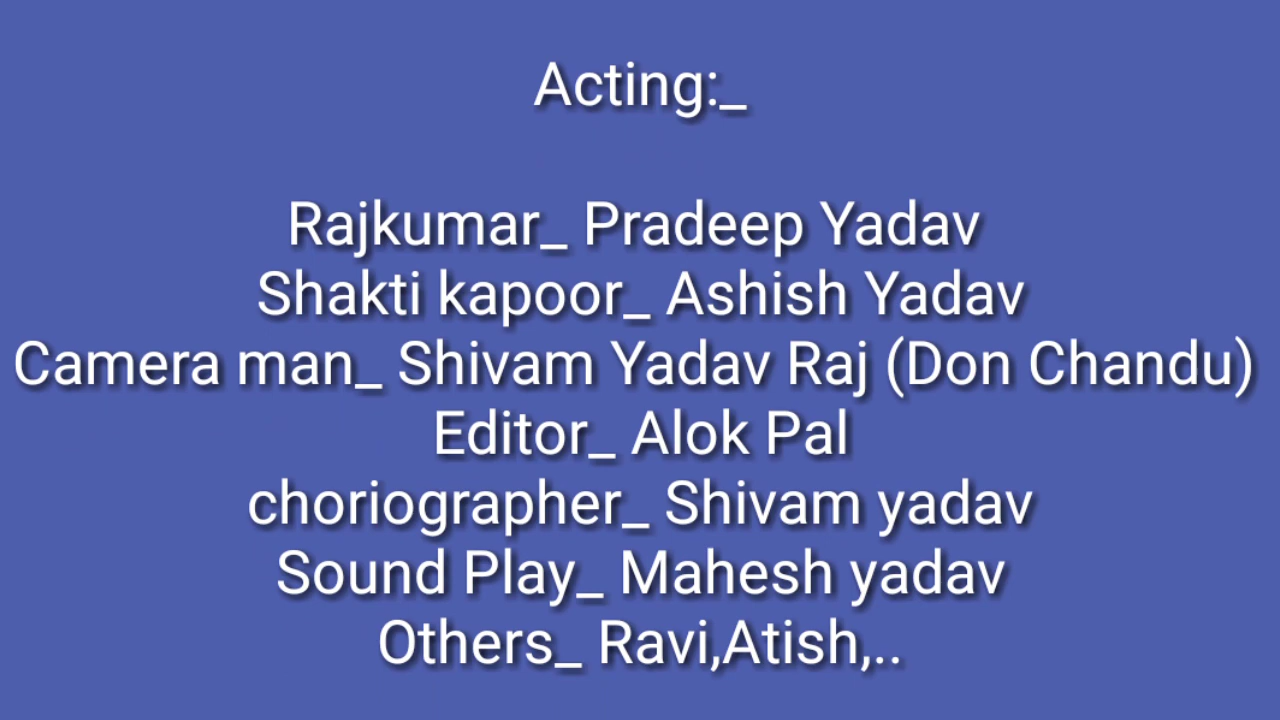 Acting:_
Rajkumar_ Pradeep Yadav
Shakti kapoor_ Ashish Yadav
Camera man_ Shivam Yadav Raj (Don Chandu)
Editor_ Alok Pal
choriographer_ Shivam yadav
Sound Play_ Mahesh yadav
Others_ Ravi,Atish,..